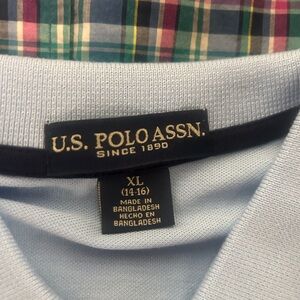 U.S. POLO ASSN.
SINCE 1890
XL
(14-16)
MADE IN
BANGLADESH
HECHO EN
BANGLADESH